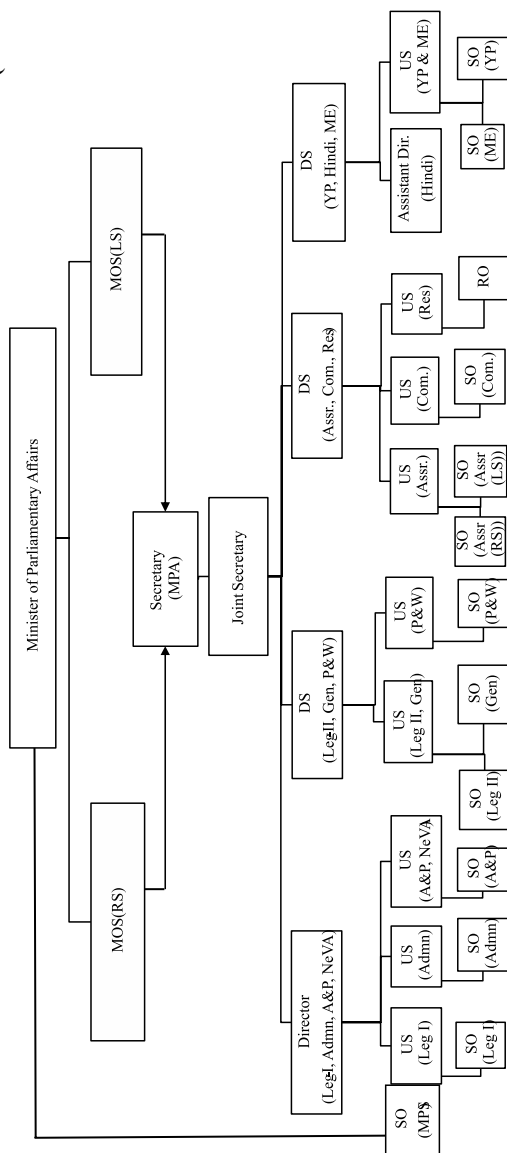 Minister of Parliamentary Affairs
MOS(RS)
MOS(LS)
Secretary
(MPA)
Joint Secretary
Director
(Leg-I, Admn, A&P, NeVA)
DS
(Leg-II, Gen, P&W)
DS
(Assr., Com., Res)
DS
(YP, Hindi, ME)
SO
(MPS)
US
(Leg I)
US
(Admn)
US
(A&P, NeVA)
US
(Leg II, Gen)
US
(P&W)
US
(Assr.)
US
(Com.)
US
(Res)
Assistant Dir.
(Hindi)
US
(YP & ME)
SO
(Leg I)
SO
(Admn)
SO
(A&P)
SO
(Leg II)
SO
(Gen)
SO
(P&W)
SO
(Assr
(RS))
SO
(Assr
(LS))
SO
(Com.)
RO
SO
(ME)
SO
(YP)